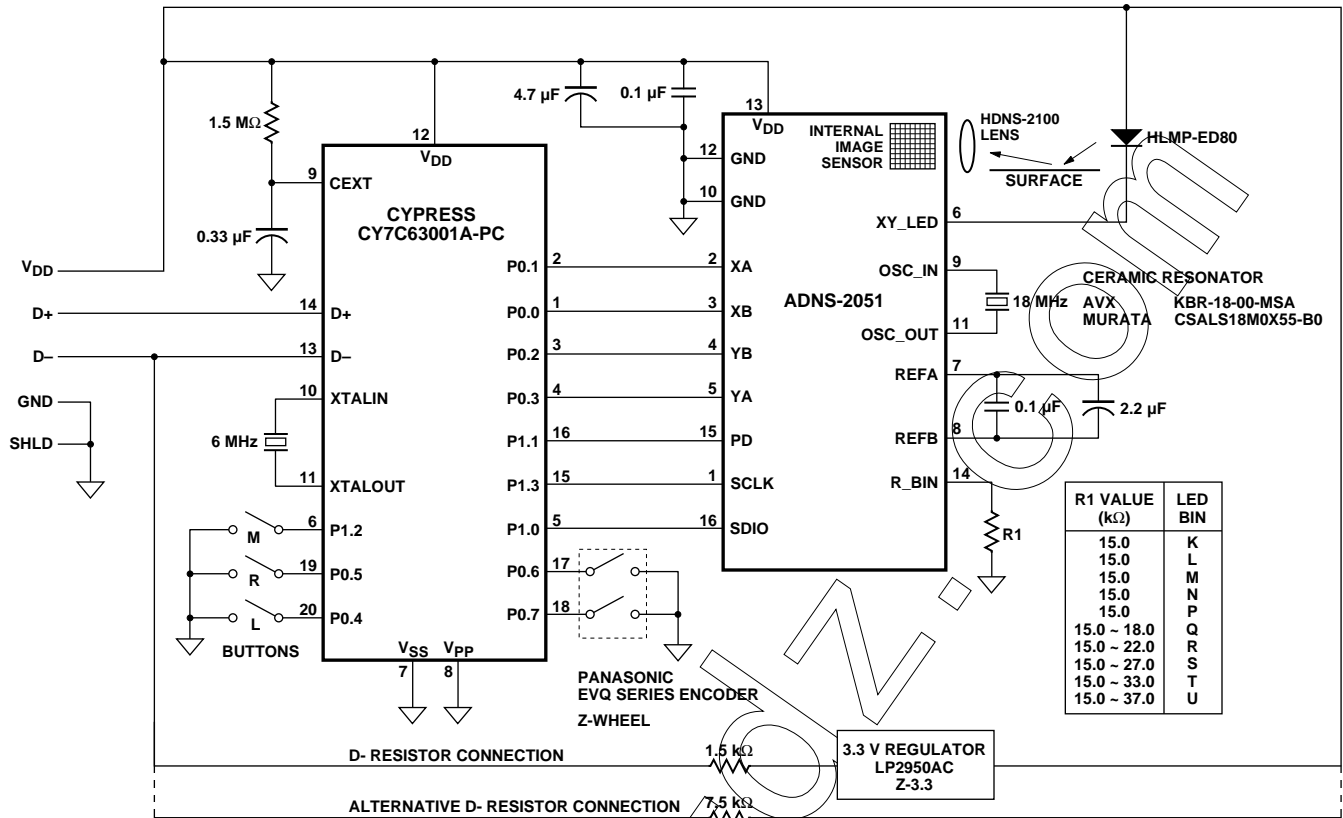 4.7 µF
0.1 µF
1.5 MΩ
12
VDD
9
CEXT
0.33 µF
CYPRESS
CY7C63001A-PC
VDD
D+
D–
GND
SHLD
14
D+
13
D–
10
XTALIN
6 MHz
11
XTALOUT
6
P1.2
M
19
P0.5
R
20
P0.4
L
BUTTONS
VSS
7
VPP
8
P0.1
2
P0.0
1
P0.2
3
P0.3
4
P1.1
16
P1.3
15
P1.0
5
P0.6
17
P0.7
18
PANASONIC
EVQ SERIES ENCODER
Z-WHEEL
13
VDD
12
GND
10
GND
2
XA
3
XB
4
YB
5
YA
15
PD
1
SCLK
16
SDIO
INTERNAL
IMAGE
SENSOR
ADNS-2051
HDNS-2100
LENS
HLMP-ED80
SURFACE
XY_LED
6
OSC_IN
9
18 MHz
OSC_OUT
11
CERAMIC RESONATOR
AVX KBR-18-00-MSA
MURATA CSALS18M0X55-B0
REFA
7
0.1 µF
2.2 µF
REFB
8
R_BIN
14
R1
R1 VALUE (kΩ) LED BIN
15.0 K
15.0 L
15.0 M
15.0 N
15.0 P
15.0 ~ 18.0 Q
15.0 ~ 22.0 R
15.0 ~ 27.0 S
15.0 ~ 33.0 T
15.0 ~ 37.0 U
D- RESISTOR CONNECTION
1.5 kΩ
3.3 V REGULATOR
LP2950AC
Z-3.3
ALTERNATIVE D- RESISTOR CONNECTION
7.5 kΩ